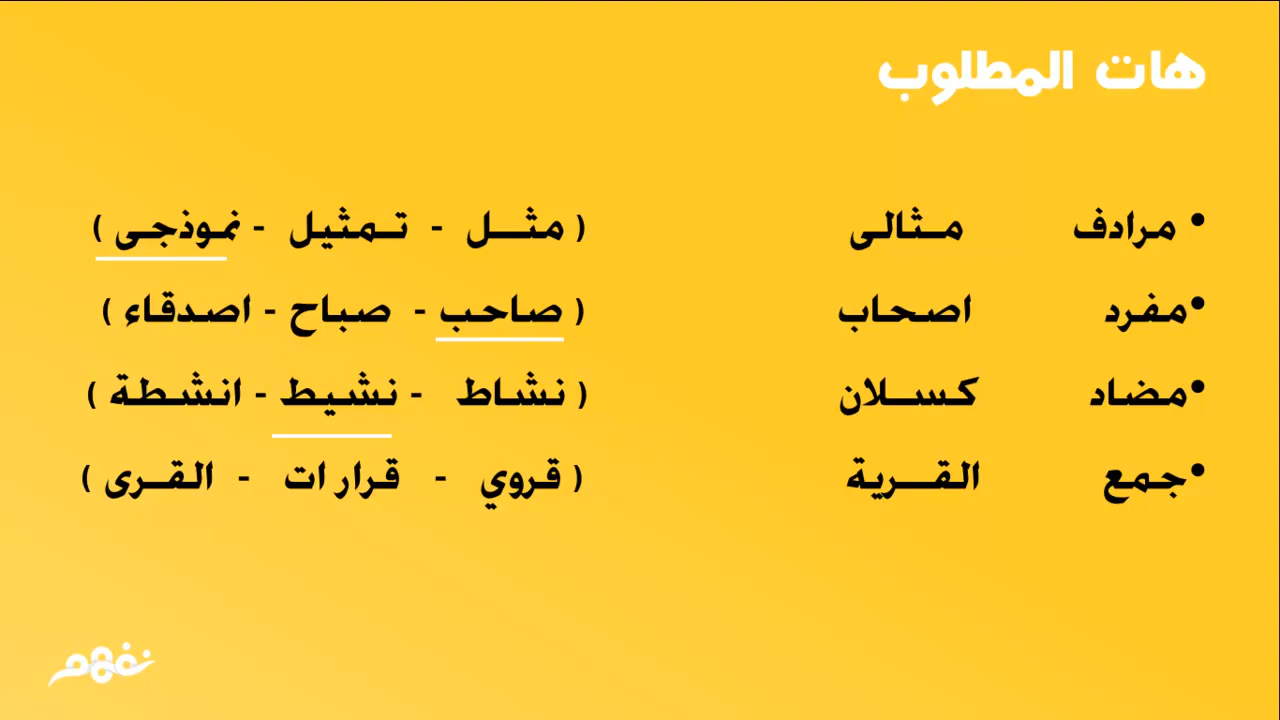 هات المطلوب
• مرادف مثالى ( مثل - تمثيل - نموذجى )
• مفرد اصحاب ( صاحب - صباح - اصدقاء )
• مضاد كسلان ( نشاط - نشيط - انشطة )
• جمع القرية ( قروي - قرارات - القرى )
نفهم